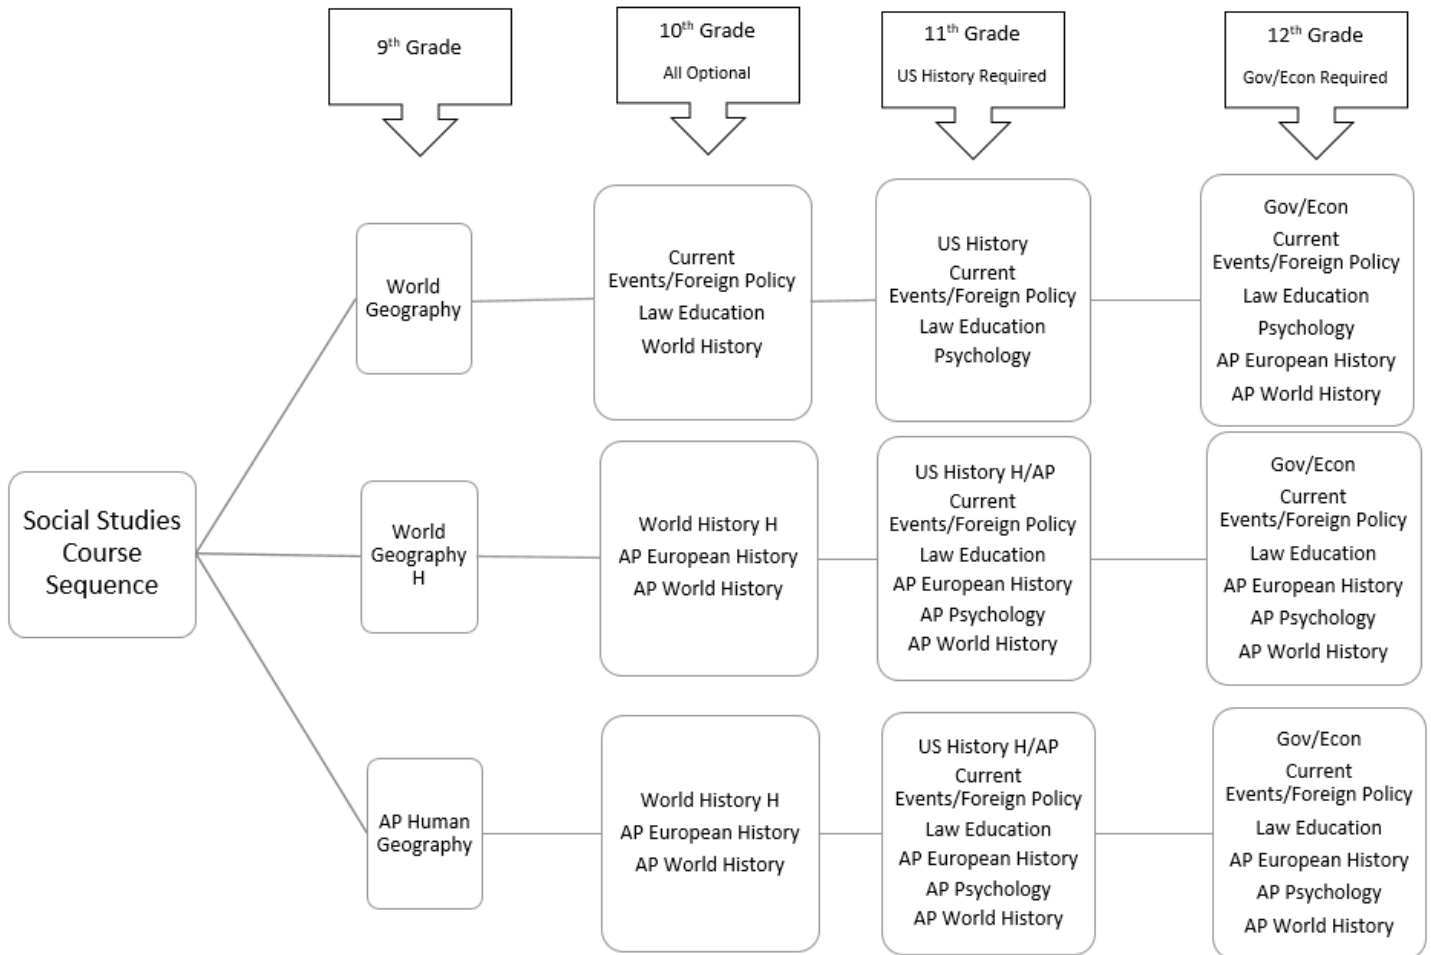 9th Grade
10th Grade
All Optional
11th Grade
US History Required
12th Grade
Gov/Econ Required
Social Studies
Course
Sequence
World
Geography
Current
Events/Foreign Policy
Law Education
World History
US History
Current
Events/Foreign Policy
Law Education
Psychology
Gov/Econ
Current
Events/Foreign Policy
Law Education
Psychology
AP European History
AP World History
World
Geography
H
World History H
AP European History
AP World History
US History H/AP
Current
Events/Foreign Policy
Law Education
AP European History
AP Psychology
AP World History
Gov/Econ
Current
Events/Foreign Policy
Law Education
AP European History
AP Psychology
AP World History
AP Human
Geography
World History H
AP European History
AP World History
US History H/AP
Current
Events/Foreign Policy
Law Education
AP European History
AP Psychology
AP World History
Gov/Econ
Current
Events/Foreign Policy
Law Education
AP European History
AP Psychology
AP World History